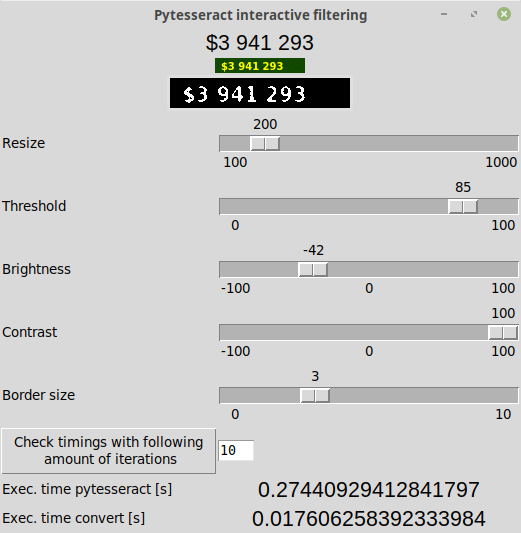 Pytesseract interactive filtering
$3 941 293
$3 941 293
$3 941 293
200
Resize
100 1000
85
Threshold
0 100
-42
Brightness
-100 0 100
100
Contrast
-100 0 100
3
Border size
0 10
Check timings with following
amount of iterations
10
Exec. time pytesseract [s] 0.27440929412841797
Exec. time convert [s] 0.017606258392333984